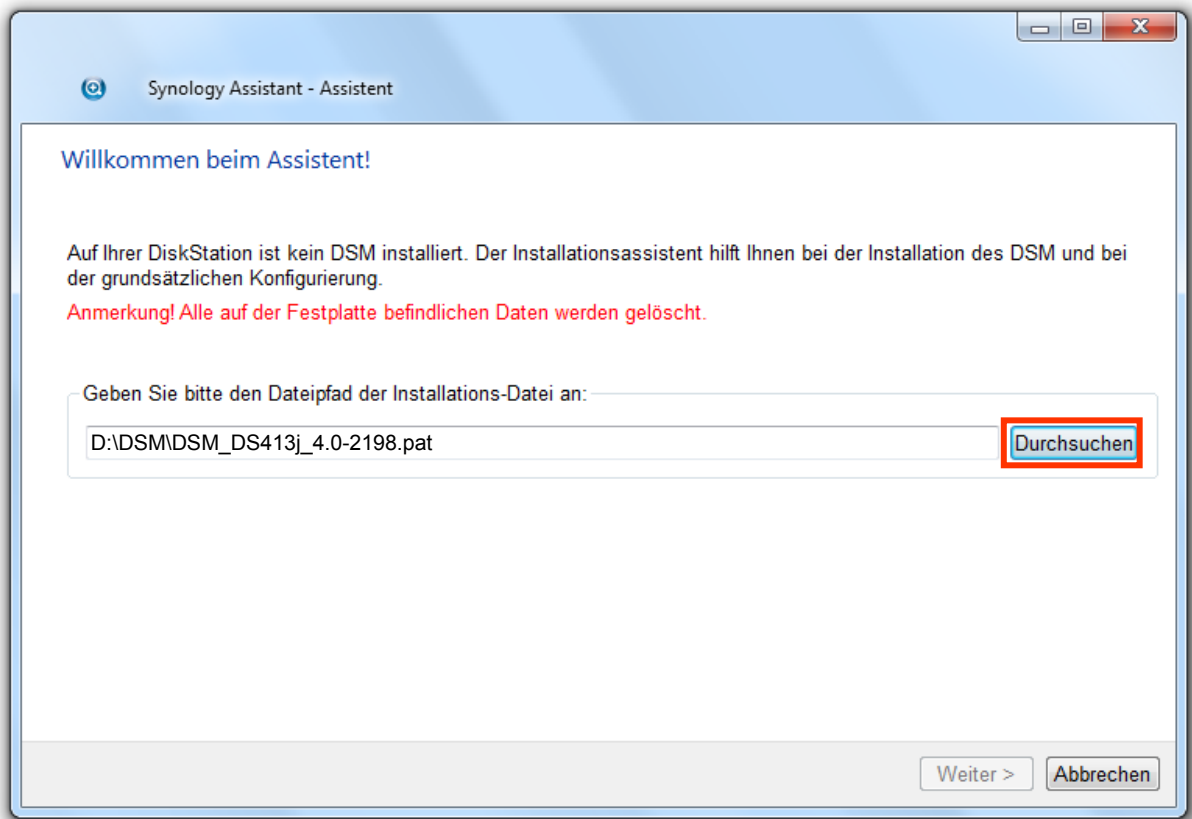 Synology Assistant - Assistent
Willkommen beim Assistent!
Auf Ihrer DiskStation ist kein DSM installiert. Der Installationsassistent hilft Ihnen bei der Installation des DSM und bei
der grundsätzlichen Konfigurierung.
Anmerkung! Alle auf der Festplatte befindlichen Daten werden gelöscht.
Geben Sie bitte den Dateipfad der Installations-Datei an:
D:\DSM\DSM_DS413j_4.0-2198.pat
Durchsuchen
Weiter >
Abbrechen